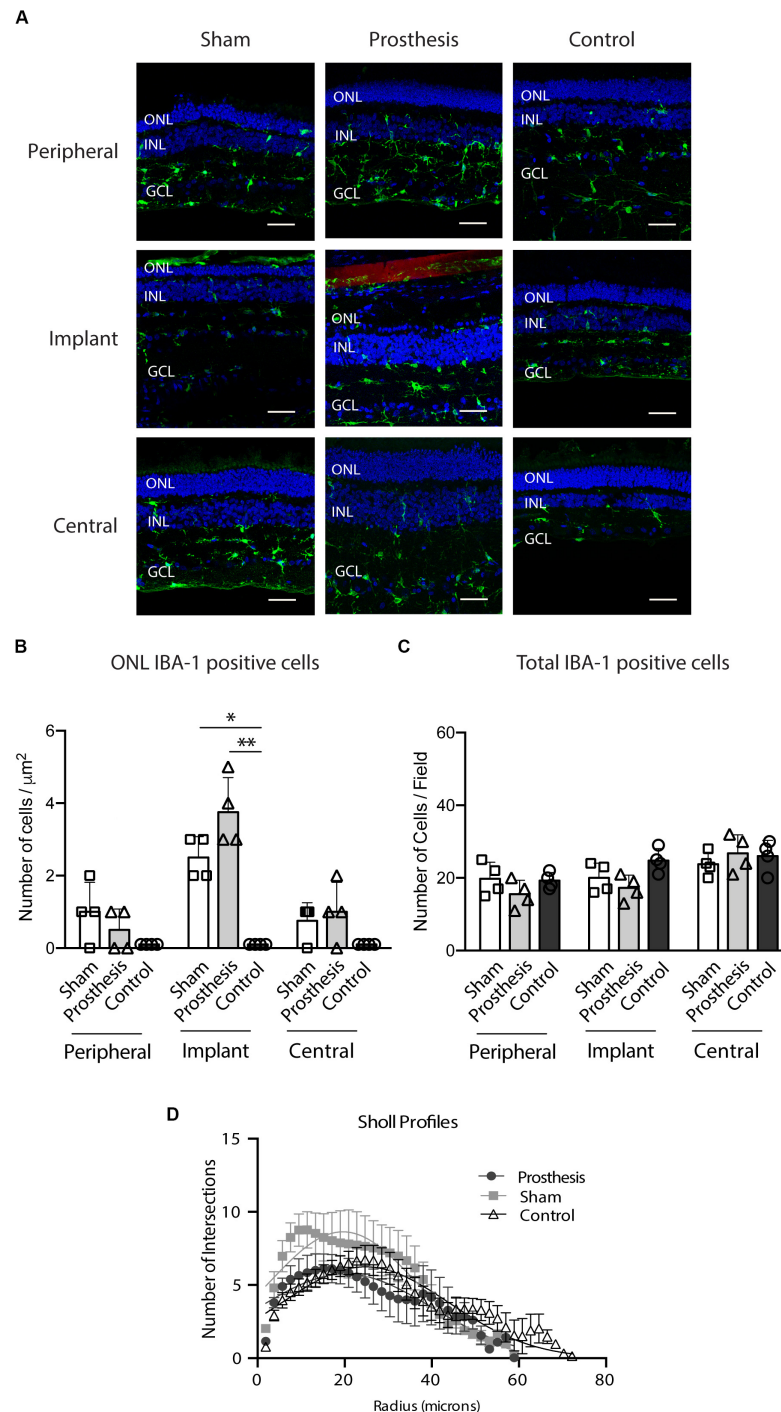 A
Sham Prosthesis Control
Peripheral
ONL
INL
GCL
ONL
INL
GCL
ONL
INL
GCL
Implant
ONL
INL
GCL
ONL
INL
GCL
ONL
INL
GCL
Central
ONL
INL
GCL
ONL
INL
GCL
ONL
INL
GCL
B
ONL IBA-1 positive cells
Number of cells / μm²
6
4
2
0
*
**
Sham Prosthesis Control Sham Prosthesis Control Sham Prosthesis Control
Peripheral Implant Central
C
Total IBA-1 positive cells
Number of Cells / Field
60
40
20
0
Sham Prosthesis Control Sham Prosthesis Control Sham Prosthesis Control
Peripheral Implant Central
D
Sholl Profiles
Number of Intersections
15
10
5
0
Prosthesis
Sham
Control
0 20 40 60 80
Radius (microns)